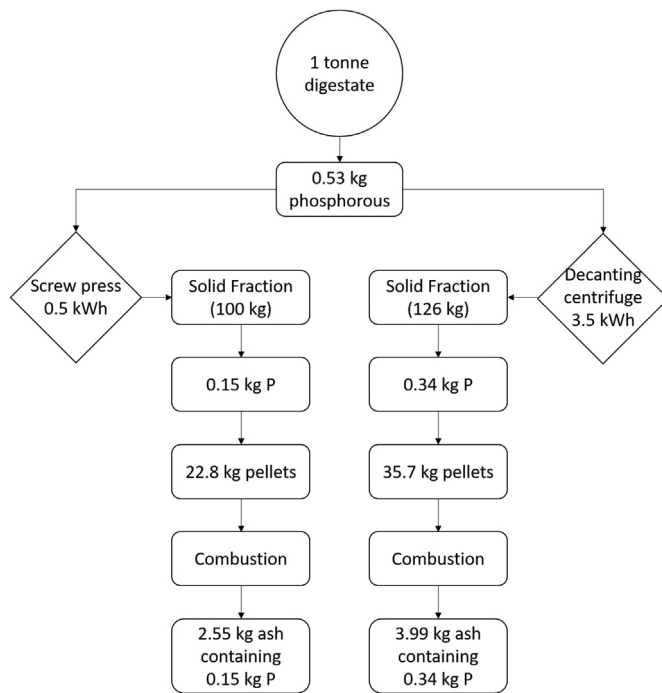 1 tonne
digestate
0.53 kg
phosphorous
Screw press
0.5 kWh
Solid Fraction
(100 kg)
Solid Fraction
(126 kg)
Decanting
centrifuge
3.5 kWh
0.15 kg P
0.34 kg P
22.8 kg pellets
35.7 kg pellets
Combustion
Combustion
2.55 kg ash
containing
0.15 kg P
3.99 kg ash
containing
0.34 kg P